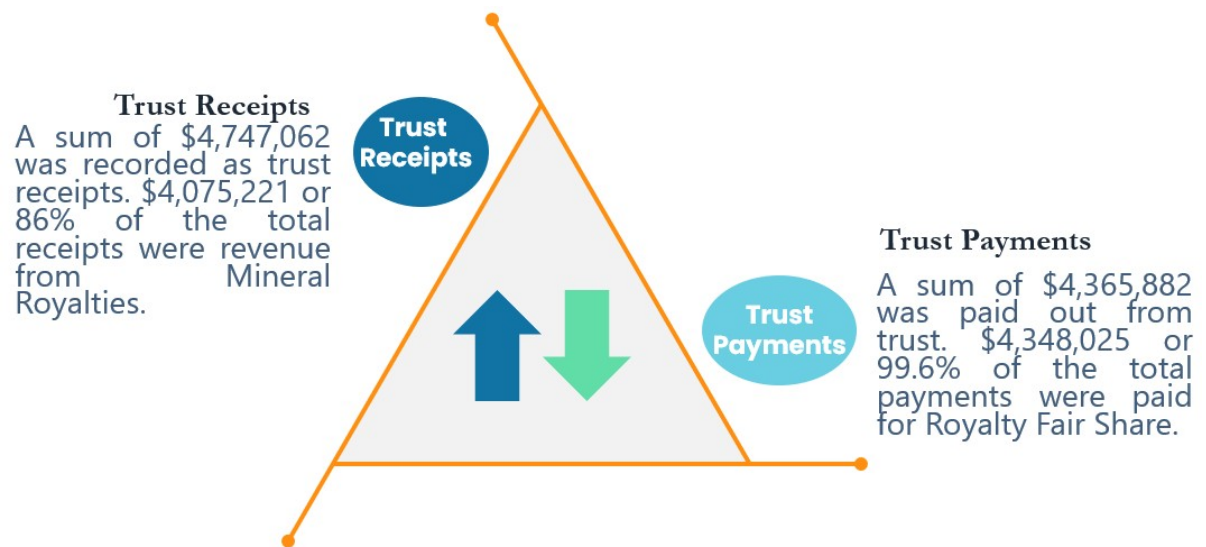 Trust Receipts
A sum of $4,747,062
was recorded as trust
receipts. $4,075,221 or
86% of the total
receipts were revenue
from Mineral
Royalties.
Trust
Receipts
Trust
Payments
Trust Payments
A sum of $4,365,882
was paid out from
trust. $4,348,025 or
99.6% of the total
payments were paid
for Royalty Fair Share.